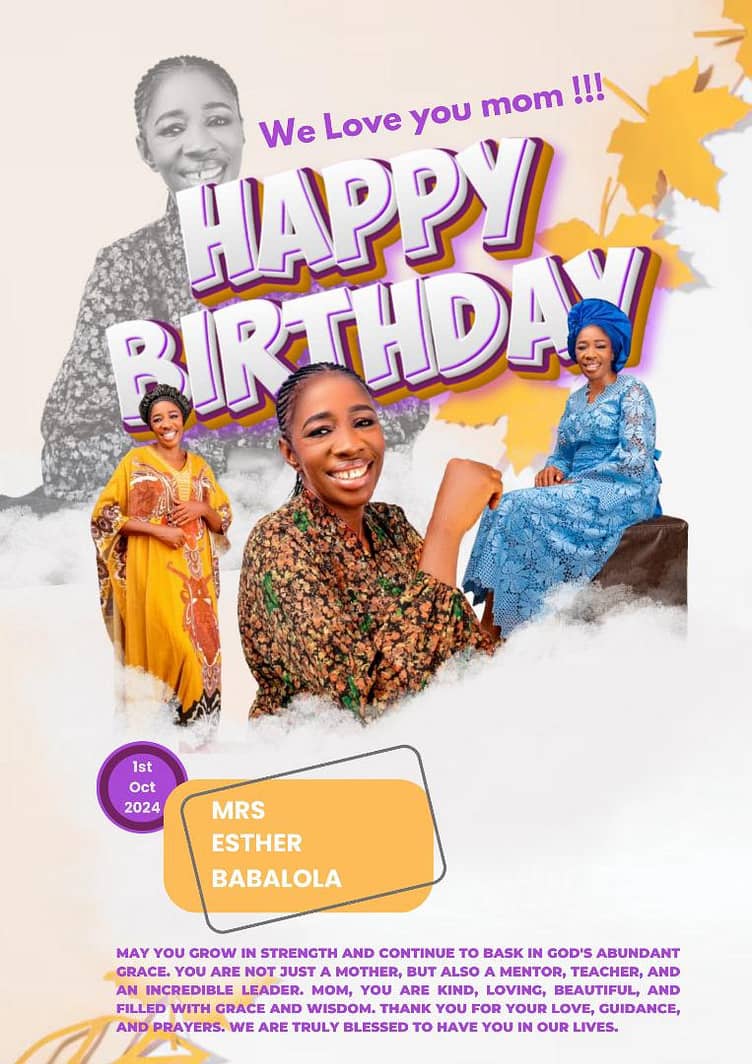 We Love you mom !!!
HAPPY
BIRTHDAY
1st
Oct
2024
MRS
ESTHER
BABALOLA
MAY YOU GROW IN STRENGTH AND CONTINUE TO BASK IN GOD'S ABUNDANT
GRACE. YOU ARE NOT JUST A MOTHER, BUT ALSO A MENTOR, TEACHER, AND
AN INCREDIBLE LEADER. MOM, YOU ARE KIND, LOVING, BEAUTIFUL, AND
FILLED WITH GRACE AND WISDOM. THANK YOU FOR YOUR LOVE, GUIDANCE,
AND PRAYERS. WE ARE TRULY BLESSED TO HAVE YOU IN OUR LIVES.